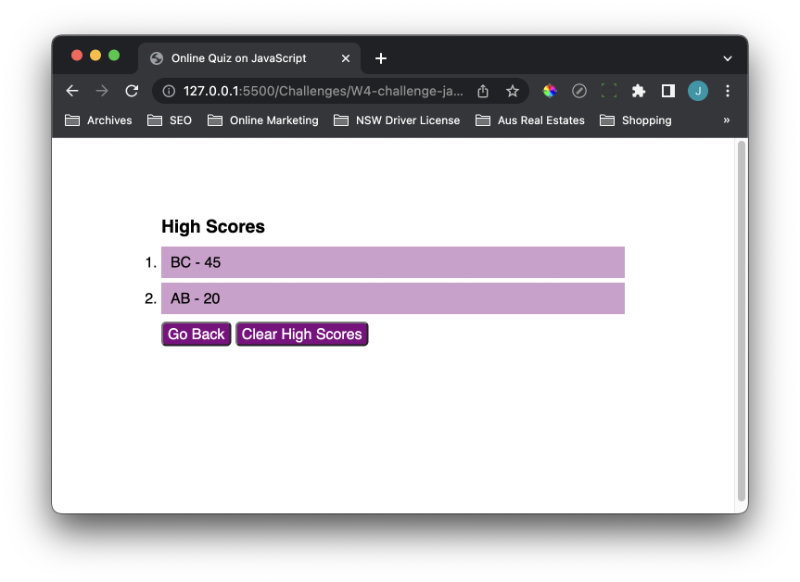 Online Quiz on JavaScript
127.0.0.1:5500/Challenges/W4-challenge-ja...
J
Archives SEO Online Marketing NSW Driver License Aus Real Estates Shopping »
High Scores
1. BC - 45
2. AB - 20
Go Back Clear High Scores